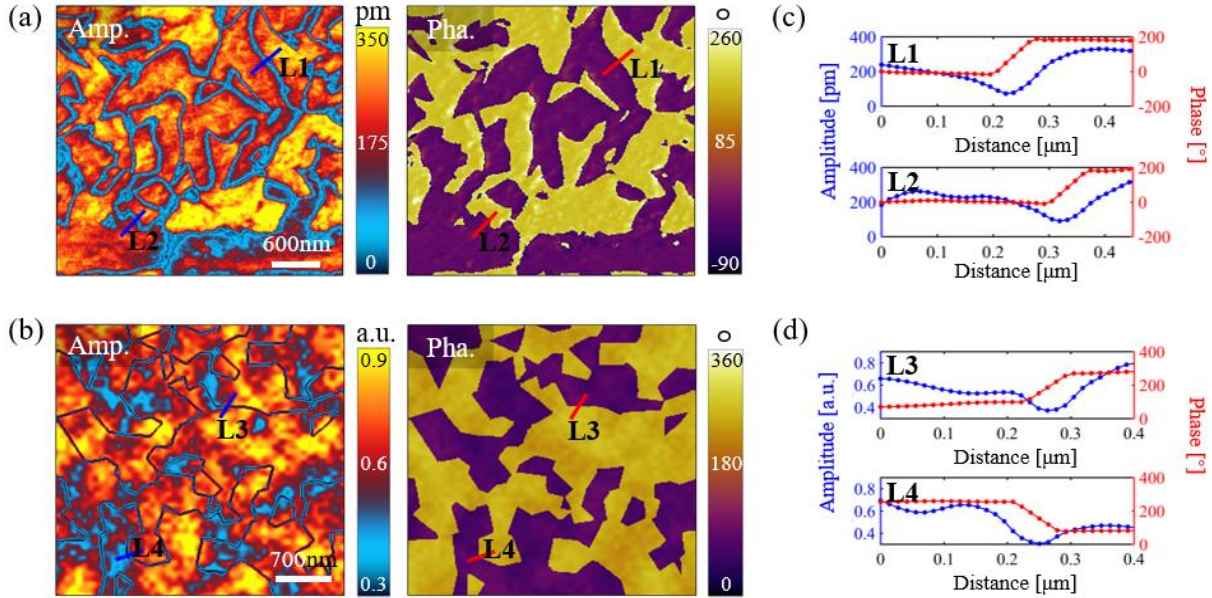 (a)
Amp.
pm
350
175
0
L1
L2
600nm
Pha.
°
260
85
-90
L1
L2
(c)
L1
Amplitude [pm]
400
200
0
200
0
-200
Phase [°]
0 0.1 0.2 0.3 0.4
Distance [μm]
L2
400
200
0
200
0
-200
0 0.1 0.2 0.3 0.4
Distance [μm]
(b)
Amp.
a.u.
0.9
0.6
0.3
L3
L4
700nm
Pha.
°
360
180
0
L3
L4
(d)
L3
Amplitude [a.u.]
0.8
0.6
0.4
400
200
0
Phase [°]
0 0.1 0.2 0.3 0.4
L4
0.8
0.6
0.4
400
200
0
0 0.1 0.2 0.3 0.4
Distance [μm]